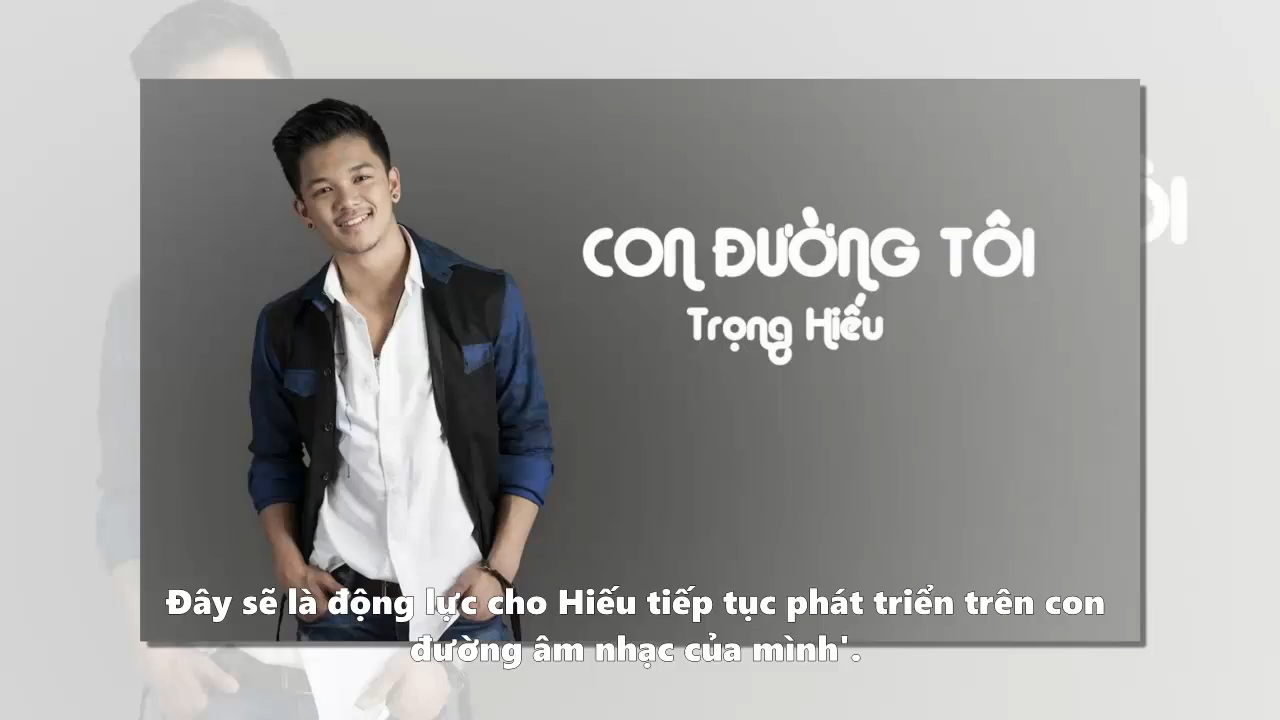 CON ĐƯỜNG TÔI
ÔI
Trọng Hiếu
Đây sẽ là động lực cho Hiếu tiếp tục phát triển trên con
đường âm nhạc của mình'.